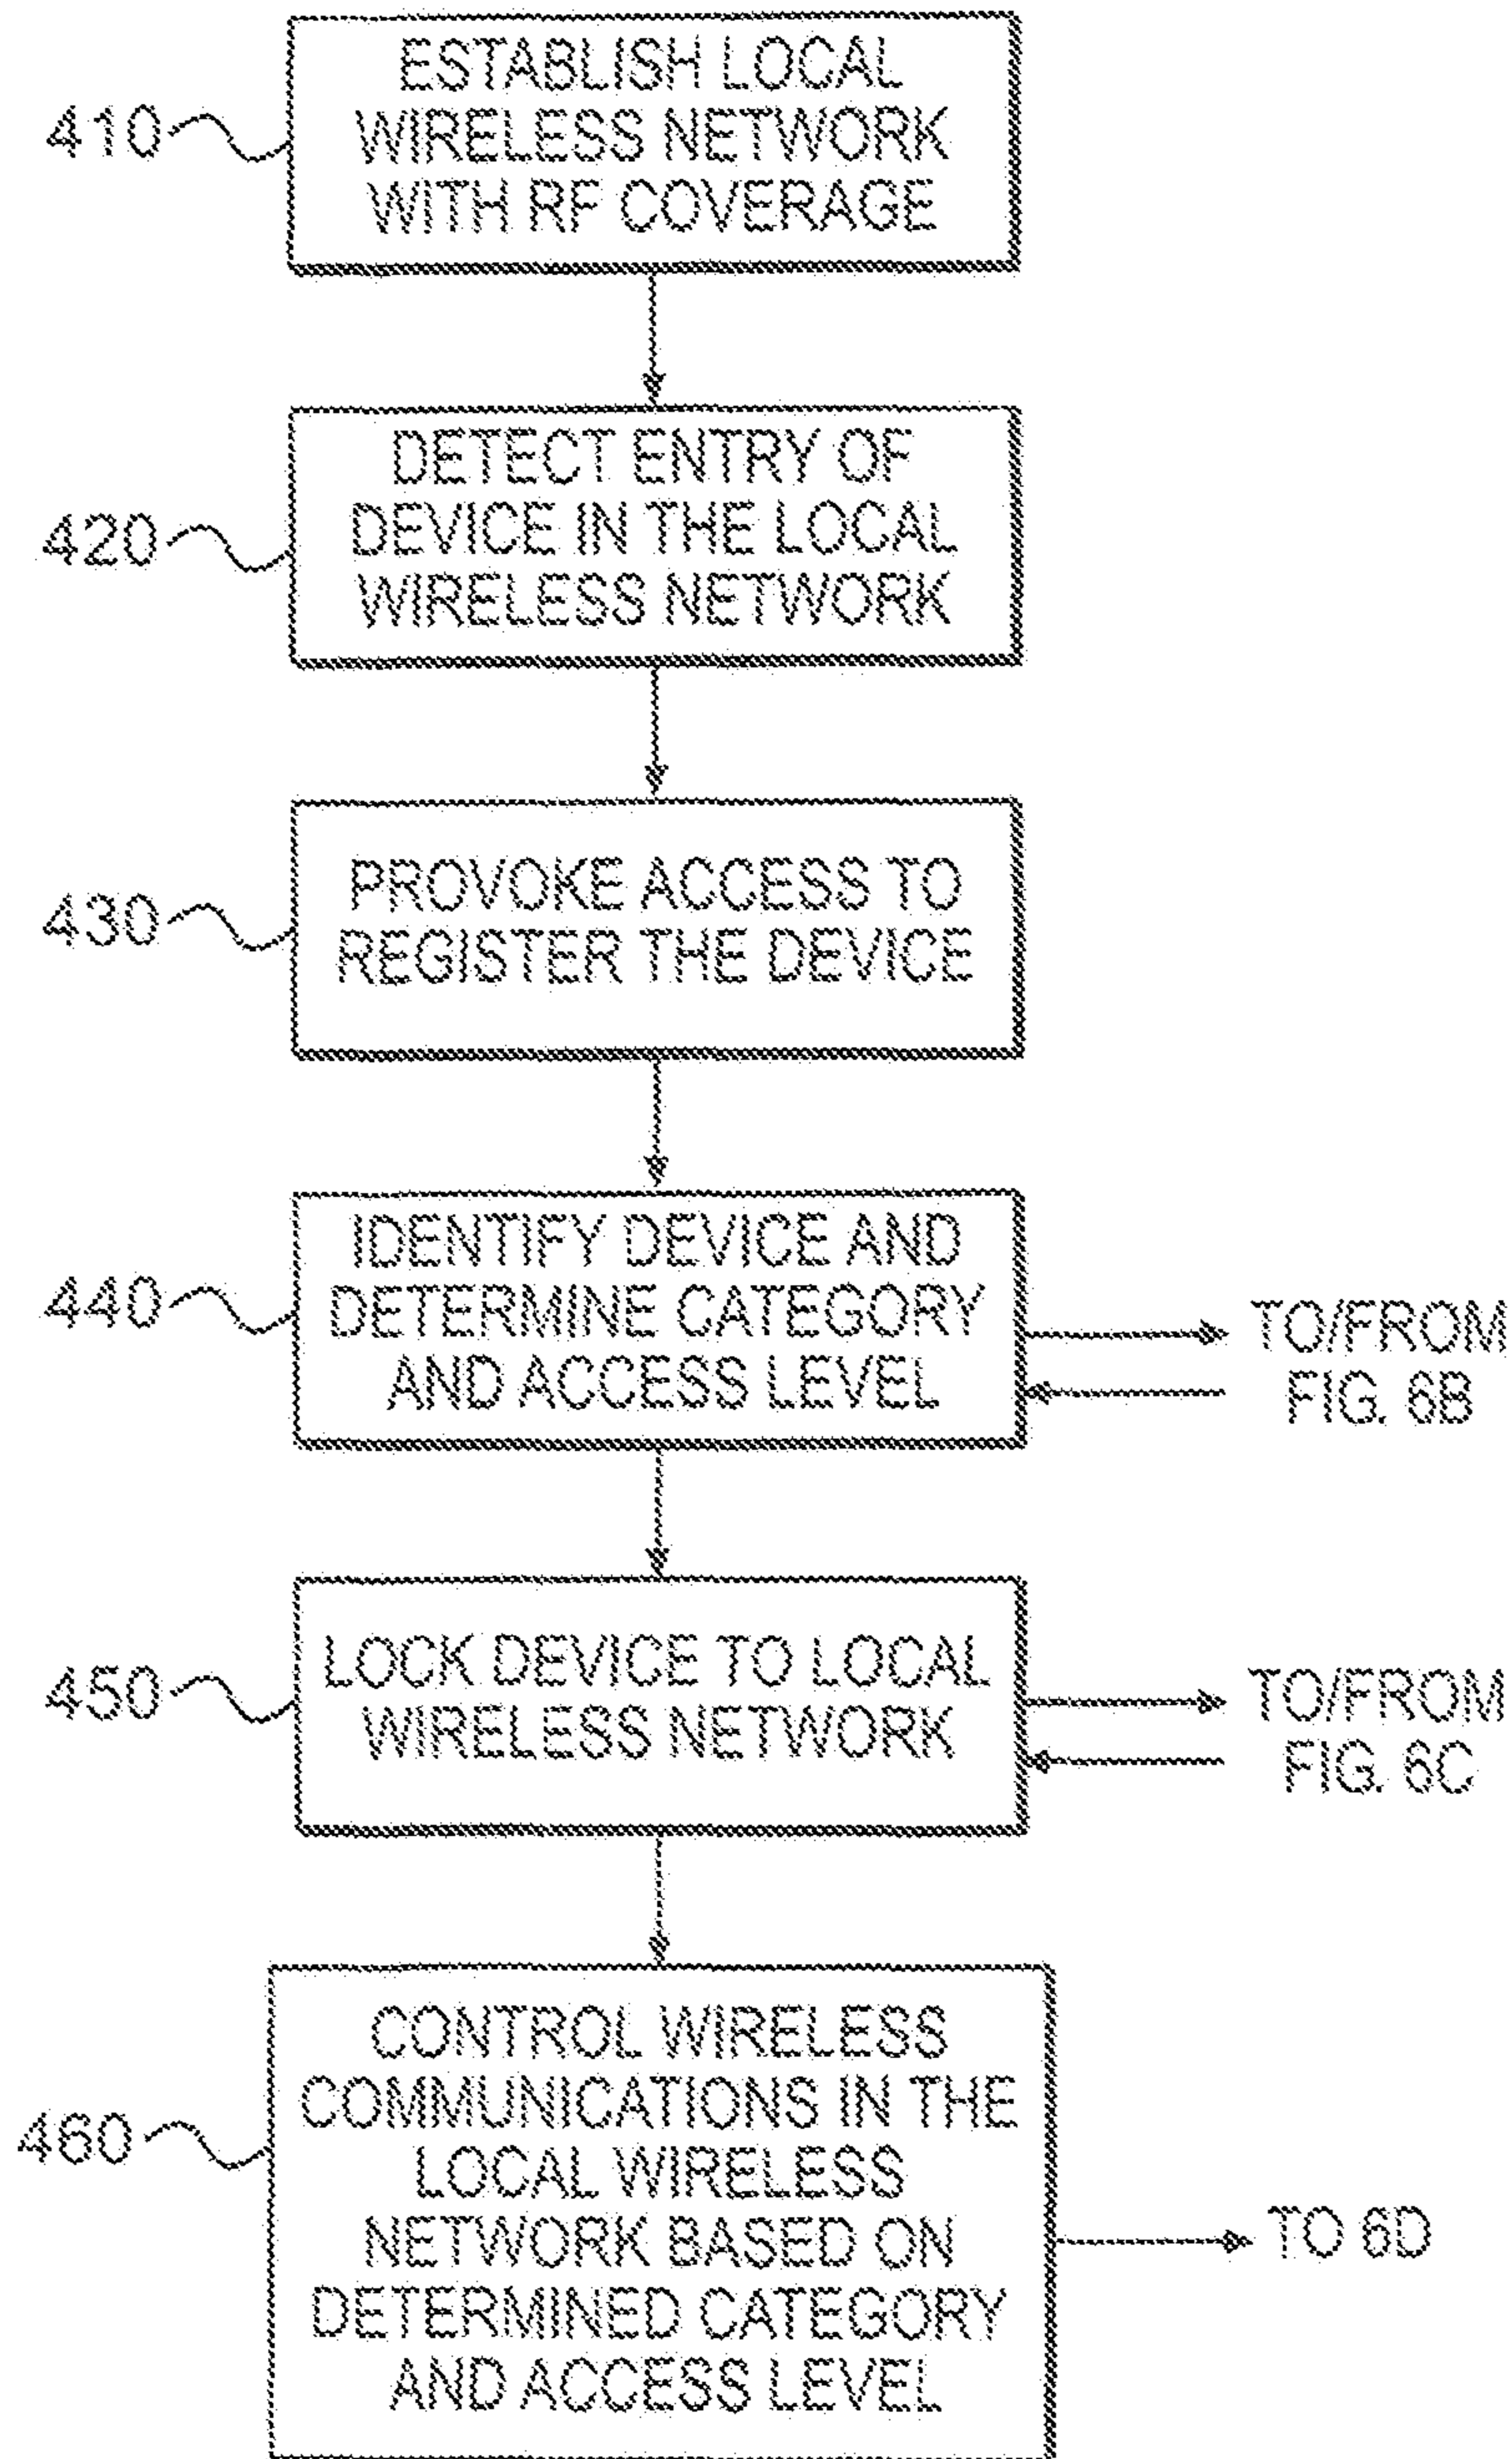 410
ESTABLISH LOCAL
WIRELESS NETWORK
WITH RF COVERAGE
420
DETECT ENTRY OF
DEVICE IN THE LOCAL
WIRELESS NETWORK
430
PROVOKE ACCESS TO
REGISTER THE DEVICE
440
IDENTIFY DEVICE AND
DETERMINE CATEGORY
AND ACCESS LEVEL
TO/FROM
FIG. 6B
450
LOCK DEVICE TO LOCAL
WIRELESS NETWORK
TO/FROM
FIG. 6C
460
CONTROL WIRELESS
COMMUNICATIONS IN THE
LOCAL WIRELESS
NETWORK BASED ON
DETERMINED CATEGORY
AND ACCESS LEVEL
TO 6D